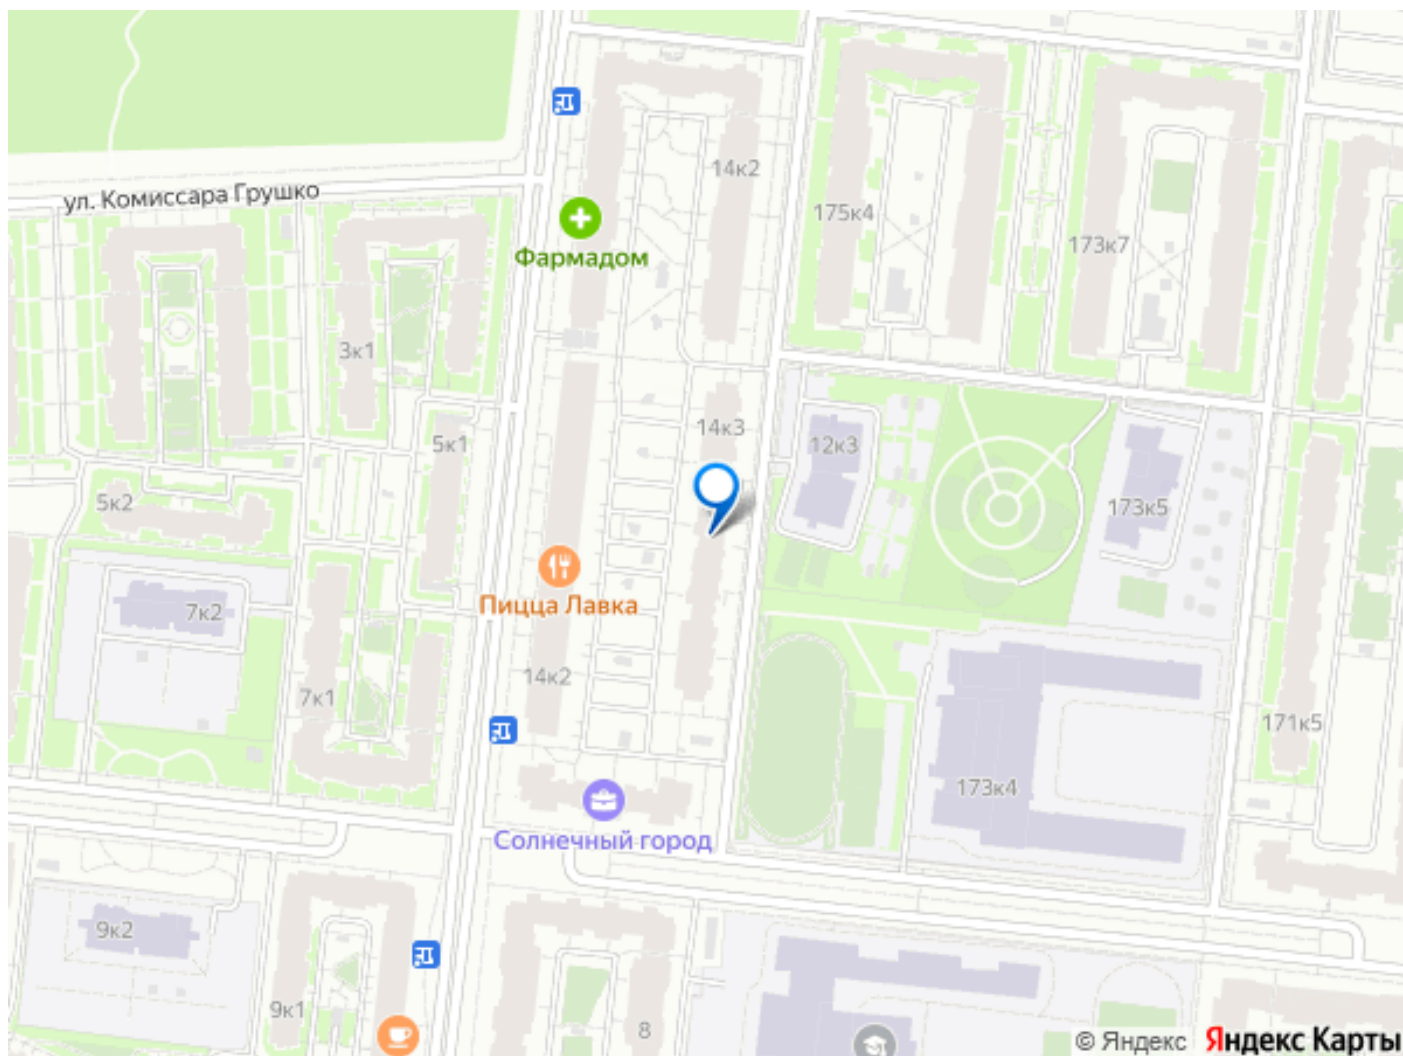 14к2
ул. Комиссара Грушко
175к4
173к7
Фармадом
3к1
14к3
5к1
12к3
5к2
173к5
Пицца Лавка
7к2
14к2
7к1
171к5
173к4
Солнечный город
9к2
9к1
8
© Яндекс Яндекс Карты